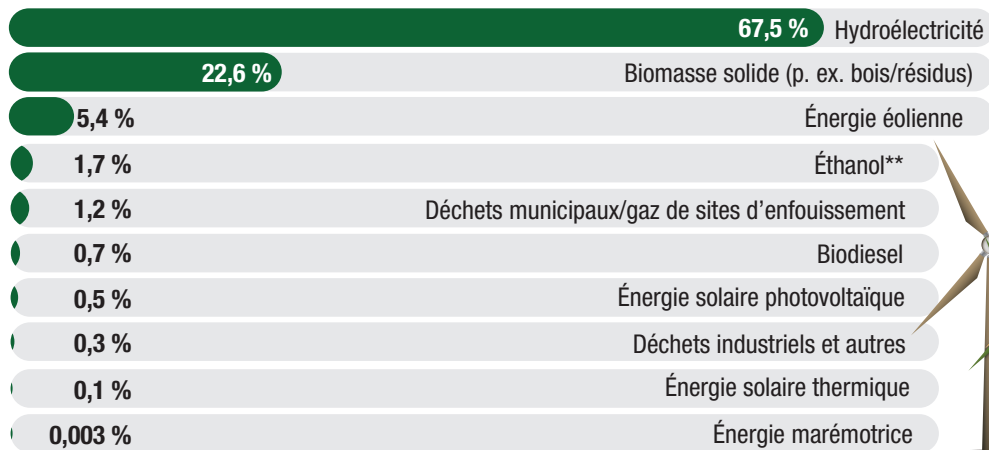 67,5 % Hydroélectricité
22,6 % Biomasse solide (p. ex. bois/résidus)
5,4 % Énergie éolienne
1,7 % Éthanol**
1,2 % Déchets municipaux/gaz de sites d’enfouissement
0,7 % Biodiesel
0,5 % Énergie solaire photovoltaïque
0,3 % Déchets industriels et autres
0,1 % Énergie solaire thermique
0,003 % Énergie marémotrice